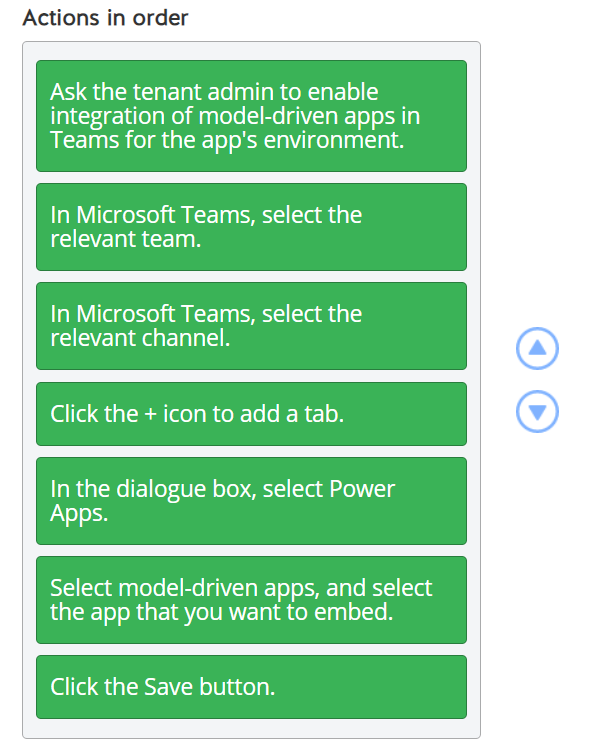 Actions in order
Ask the tenant admin to enable
integration of model-driven apps in
Teams for the app's environment.
In Microsoft Teams, select the
relevant team.
In Microsoft Teams, select the
relevant channel.
Click the + icon to add a tab.
In the dialogue box, select Power
Apps.
Select model-driven apps, and select
the app that you want to embed.
Click the Save button.